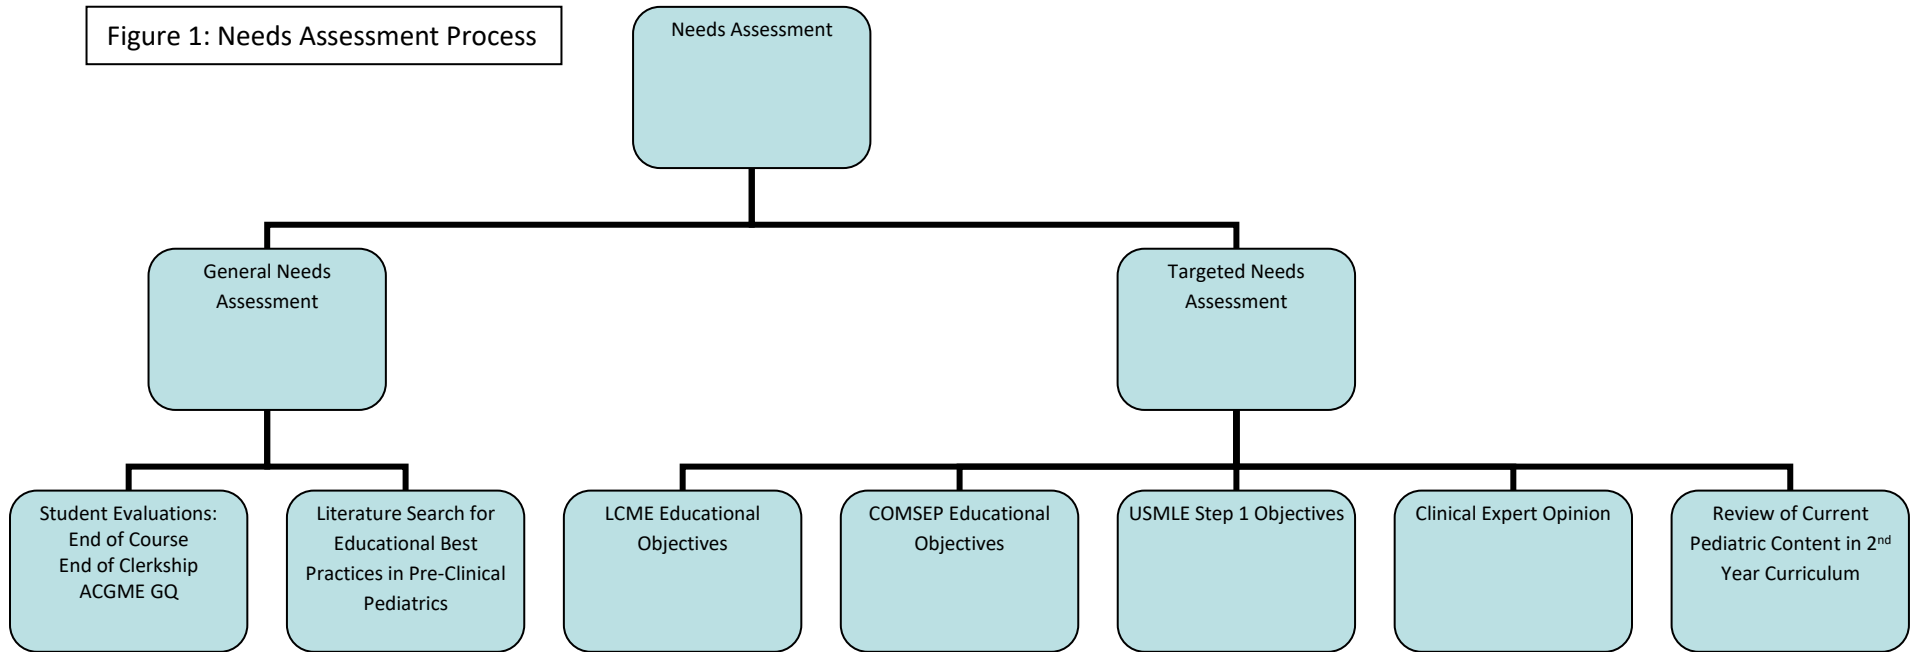 Figure 1: Needs Assessment Process
Needs Assessment
General Needs
Assessment
Targeted Needs
Assessment
Student Evaluations:
End of Course
End of Clerkship
ACGME GQ
Literature Search for
Educational Best
Practices in Pre-Clinical
Pediatrics
LCME Educational
Objectives
COMSEP Educational
Objectives
USMLE Step 1 Objectives
Clinical Expert Opinion
Review of Current
Pediatric Content in 2nd
Year Curriculum